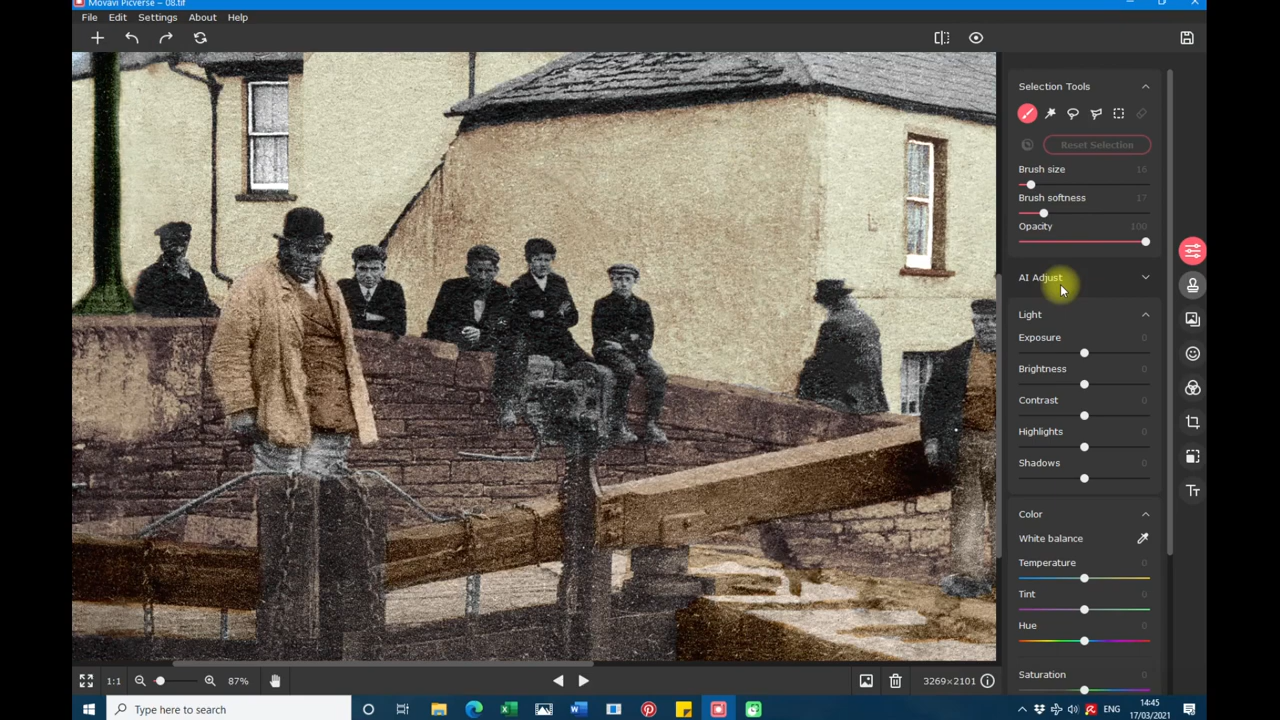 Movavi Picverse – 08.tif
File Edit Settings About Help
Selection Tools
Reset Selection
Brush size 16
Brush softness 17
Opacity 100
AI Adjust
Light
Exposure 0
Brightness 0
Contrast 0
Highlights 0
Shadows 0
Color
White balance
Temperature 0
Tint 0
Hue 0
Saturation 0
1:1 87% 3269×2101
Type here to search
ENG
14:45
17/03/2021